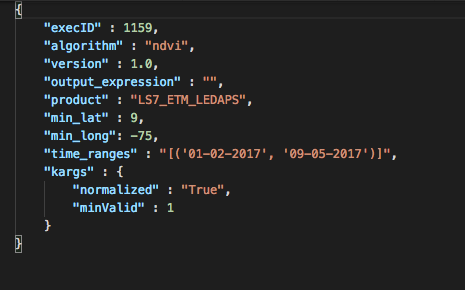 {
"execID" : 1159,
"algorithm" : "ndvi",
"version" : 1.0,
"output_expression" : "",
"product" : "LS7_ETM_LEDAPS",
"min_lat" : 9,
"min_long": -75,
"time_ranges" : "[('01-02-2017', '09-05-2017')]",
"kargs" : {
"normalized" : "True",
"minValid" : 1
}
}